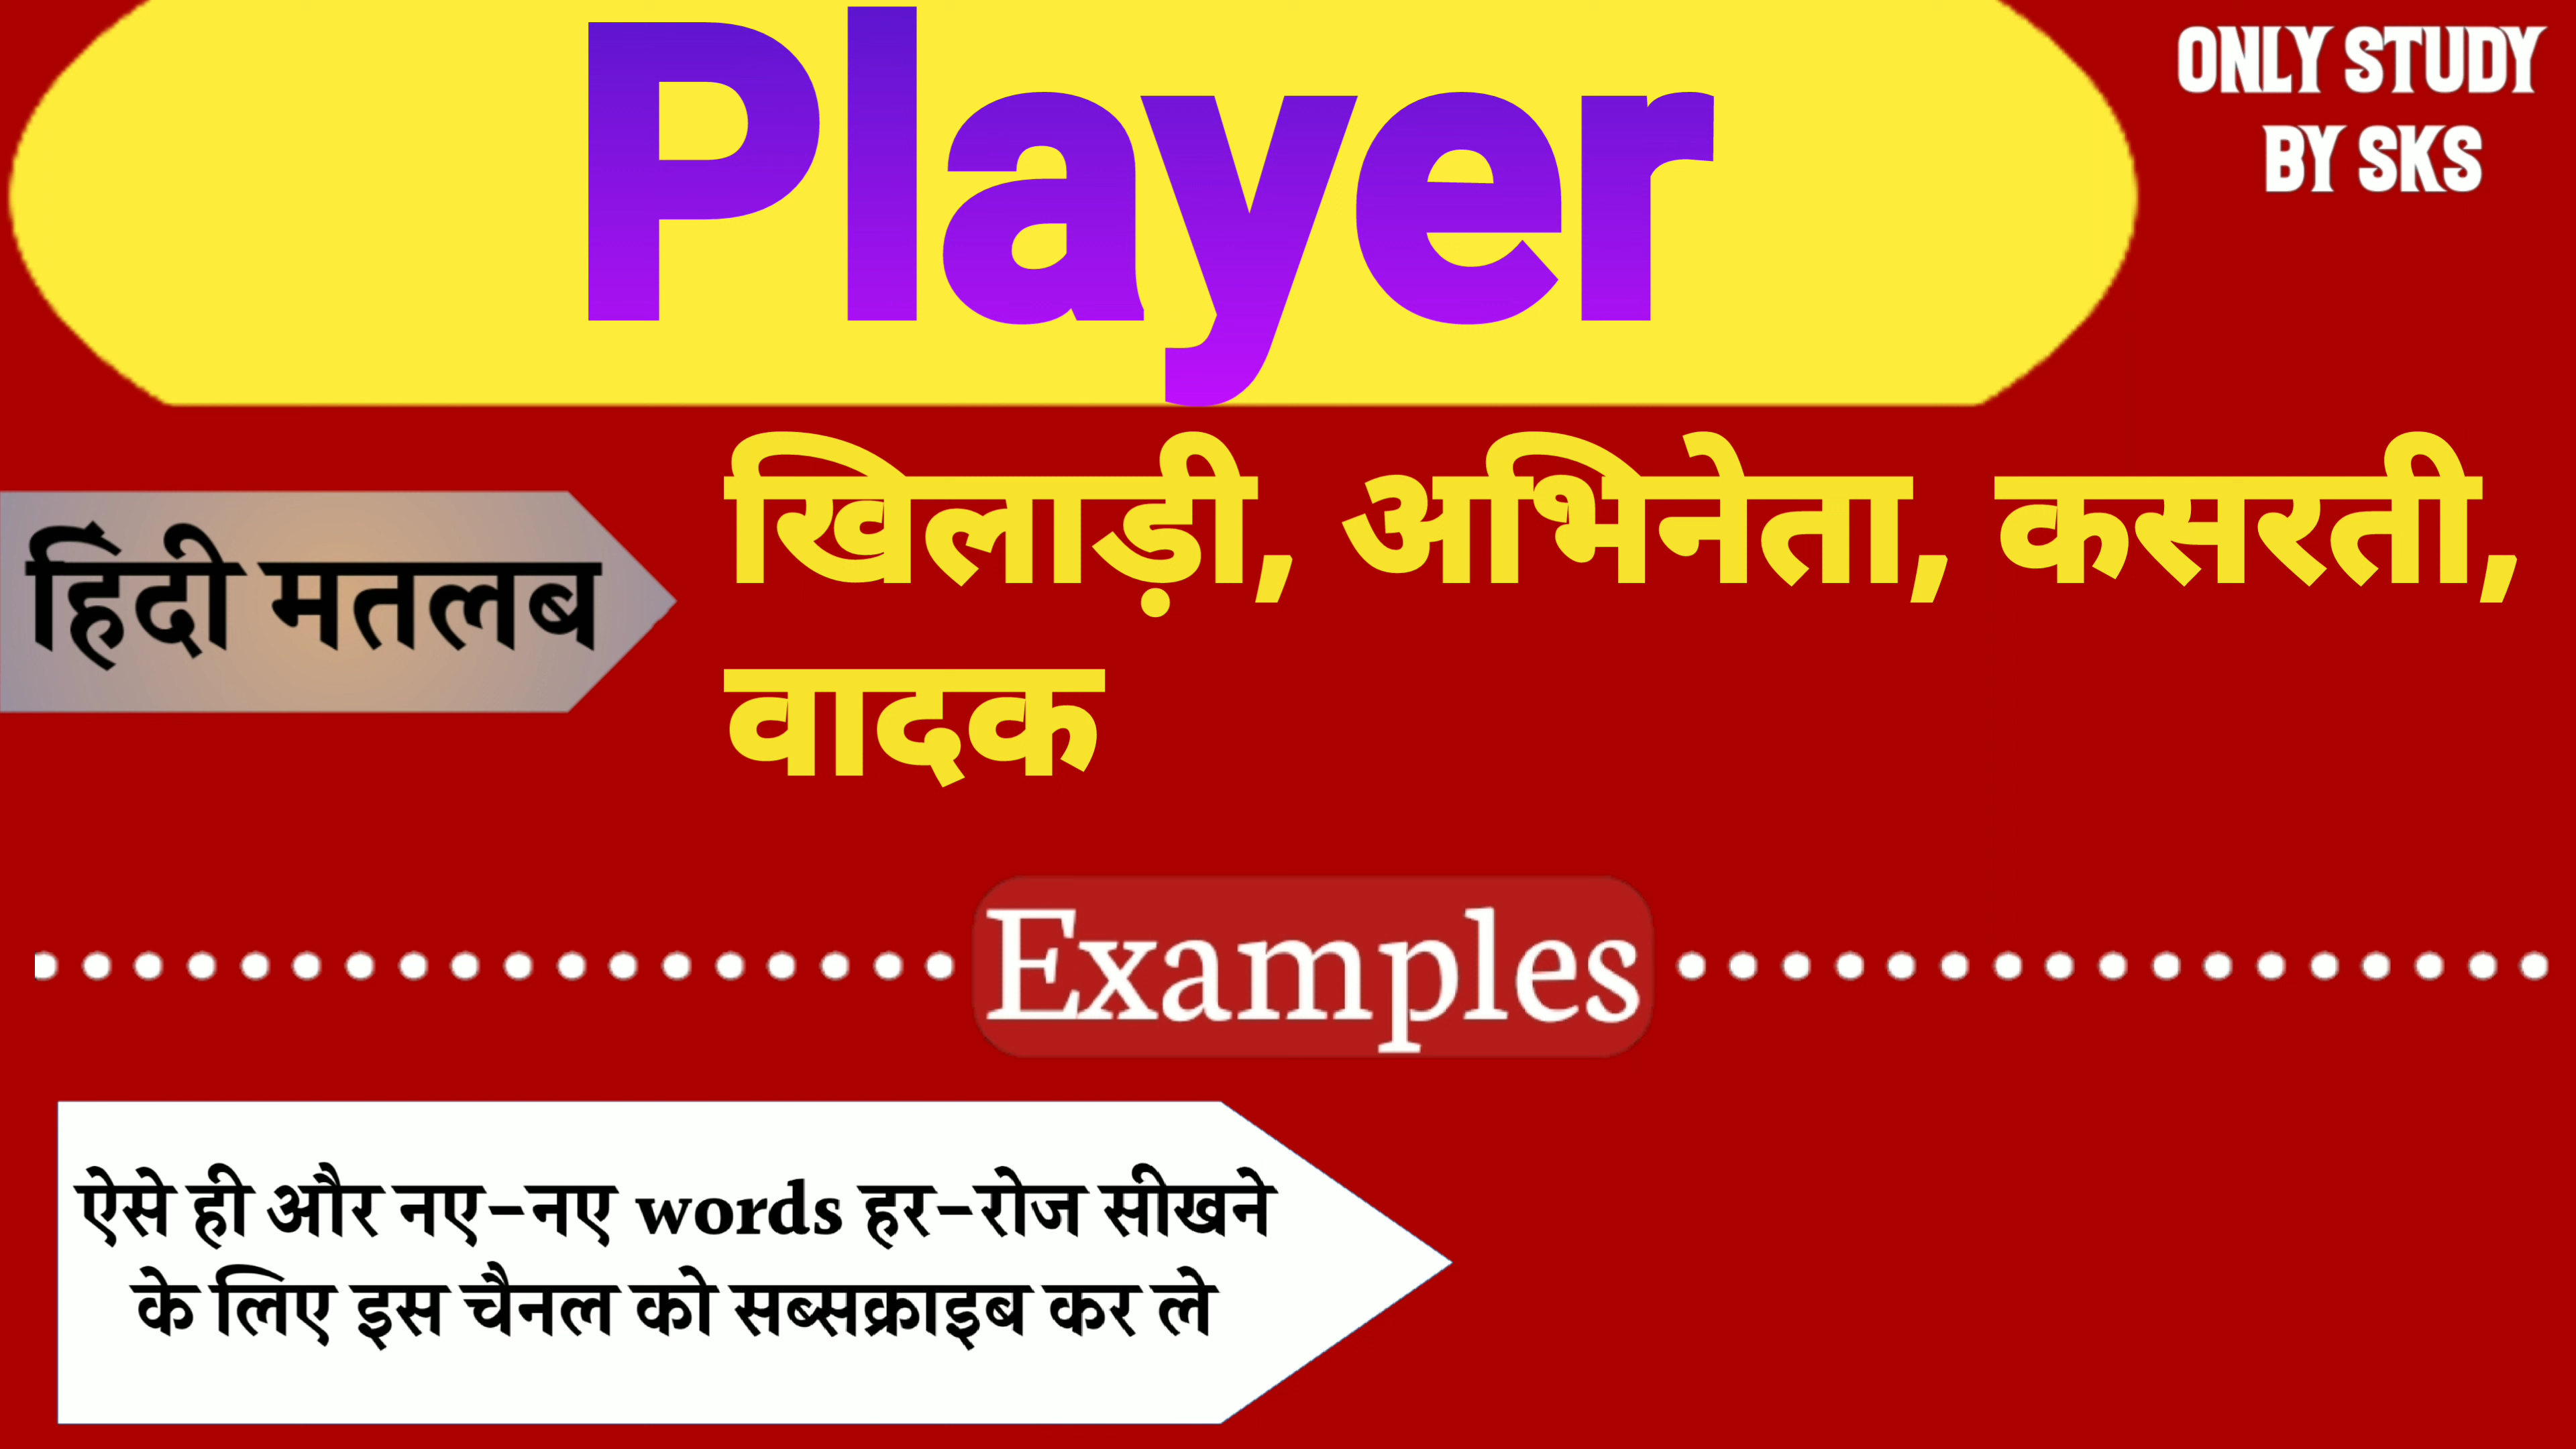 Player
ONLY STUDY
BY SKS
हिंदी मतलब
खिलाड़ी, अभिनेता, कसरती,
वादक
Examples
ऐसे ही और नए-नए words हर-रोज सीखने
के लिए इस चैनल को सब्सक्राइब कर ले